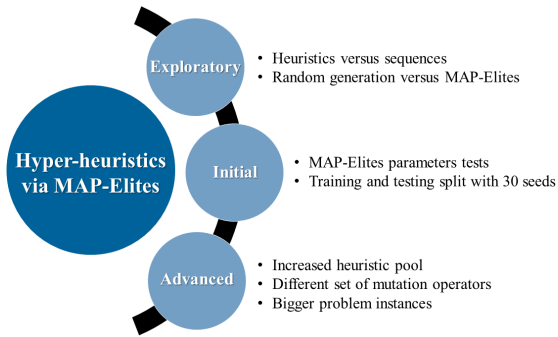 Hyper-heuristics
via MAP-Elites
Exploratory
• Heuristics versus sequences
• Random generation versus MAP-Elites
Initial
• MAP-Elites parameters tests
• Training and testing split with 30 seeds
Advanced
• Increased heuristic pool
• Different set of mutation operators
• Bigger problem instances